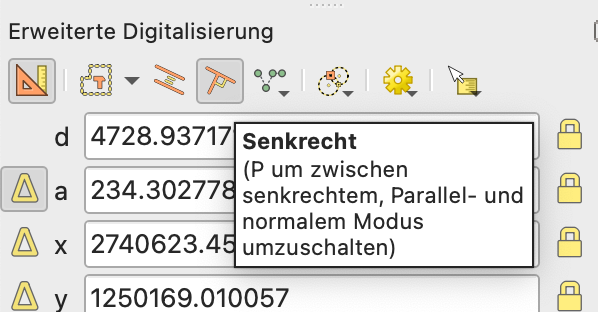 Erweiterte Digitalisierung
d 4728.93717
Senkrecht
(P um zwischen
senkrechtem, Parallel- und
normalem Modus
umzuschalten)
a 234.302778
x 2740623.45
y 1250169.010057